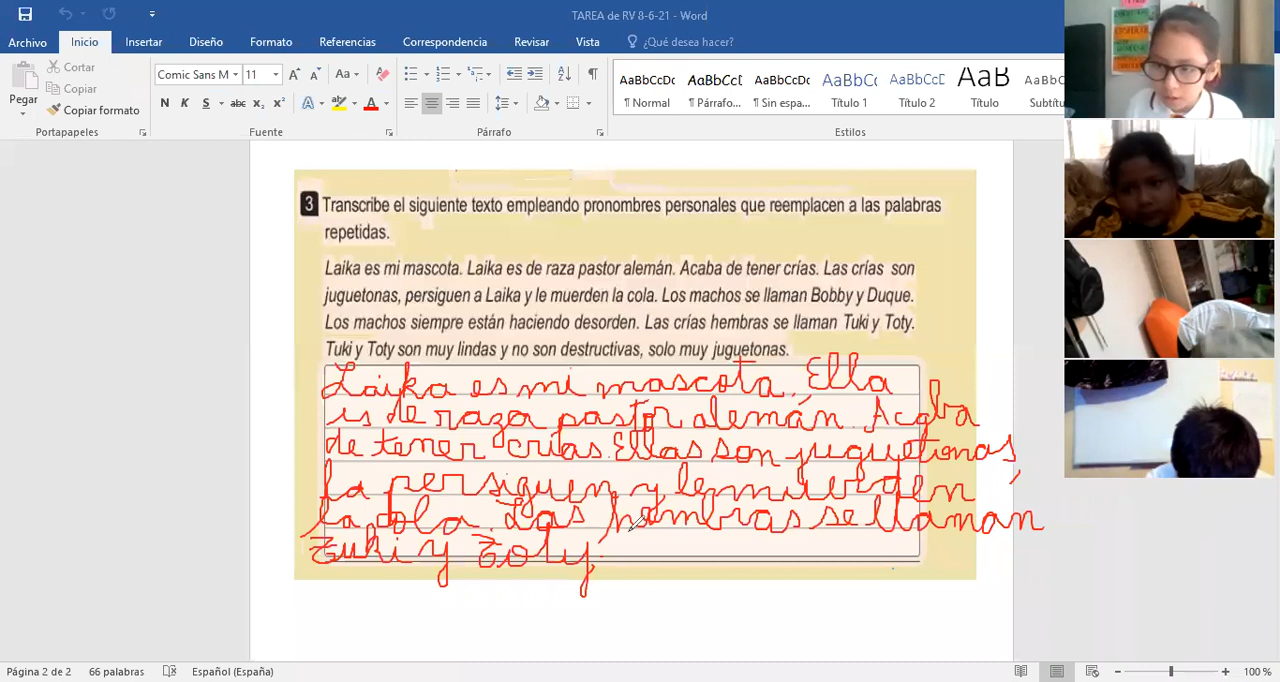 TAREA de RV 8-6-21 - Word
Archivo Inicio Insertar Diseño Formato Referencias Correspondencia Revisar Vista ¿Qué desea hacer?
Pegar
Cortar
Copiar
Copiar formato
Portapapeles
Comic Sans M 11
Aa
N K S abc x₂ x²
Fuente
Párrafo
AaBbCcDc AaBbCcD AaBbCcDc AaBbC AaBbCcD AaB AaBbC
¶ Normal ¶ Párrafo... ¶ Sin espa... Título 1 Título 2 Título Subtítu
Estilos
3 Transcribe el siguiente texto empleando pronombres personales que reemplacen a las palabras
repetidas.
Laika es mi mascota. Laika es de raza pastor alemán. Acaba de tener crías. Las crías son
juguetonas, persiguen a Laika y le muerden la cola. Los machos se llaman Bobby y Duque.
Los machos siempre están haciendo desorden. Las crías hembras se llaman Tuki y Toty.
Tuki y Toty son muy lindas y no son destructivas, solo muy juguetonas.
Laika es mi mascota. Ella
is de raza pastor alemán. Acaba
de tener crías. Ellas son juguetonas,
la persiguen y le muerden
la cola. Las hembras se llaman
Tuki y Toty,
Página 2 de 2 66 palabras Español (España) 100 %